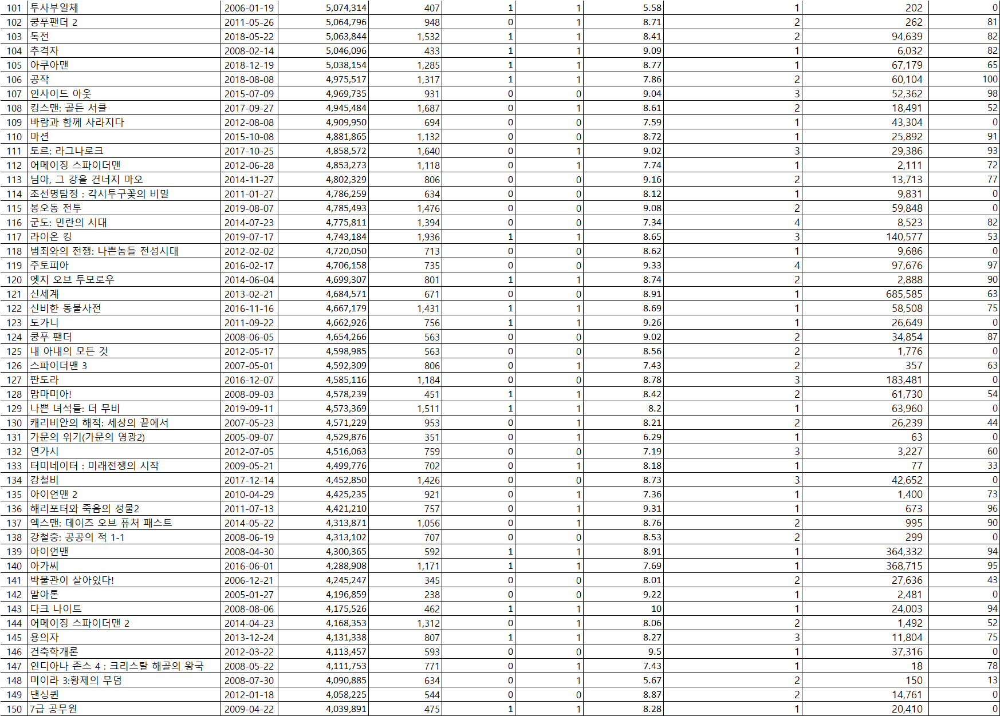 101 투사부일체 2006-01-19 5,074,314 407 1 1 5.58 1 202 0
102 쿵푸팬더 2 2011-05-26 5,064,796 948 0 1 8.71 2 262 81
103 독전 2018-05-22 5,063,844 1,532 1 1 8.41 2 94,639 82
104 추격자 2008-02-14 5,046,096 433 1 1 9.09 1 6,032 82
105 아쿠아맨 2018-12-19 5,038,154 1,285 1 1 8.77 1 67,179 65
106 공작 2018-08-08 4,975,517 1,317 1 1 7.86 2 60,104 100
107 인사이드 아웃 2015-07-09 4,969,735 931 0 0 9.04 3 52,362 98
108 킹스맨: 골든 서클 2017-09-27 4,945,484 1,687 0 1 8.61 2 18,491 52
109 바람과 함께 사라지다 2012-08-08 4,909,950 694 0 0 7.59 1 43,304 0
110 마션 2015-10-08 4,881,865 1,132 0 0 8.72 1 25,892 91
111 토르: 라그나로크 2017-10-25 4,858,572 1,640 0 1 9.02 3 29,386 93
112 어메이징 스파이더맨 2012-06-28 4,853,273 1,118 0 1 7.74 1 2,111 72
113 님아, 그 강을 건너지 마오 2014-11-27 4,802,329 806 0 0 9.16 2 13,713 77
114 조선명탐정 : 각시투구꽃의 비밀 2011-01-27 4,786,259 634 0 0 8.12 1 9,831 0
115 봉오동 전투 2019-08-07 4,785,493 1,476 0 0 9.08 2 59,848 0
116 군도: 민란의 시대 2014-07-23 4,775,811 1,394 0 0 7.34 4 8,523 82
117 라이온 킹 2019-07-17 4,743,184 1,936 1 1 8.65 3 140,577 53
118 범죄와의 전쟁: 나쁜놈들 전성시대 2012-02-02 4,720,050 713 0 0 8.62 1 9,686 0
119 주토피아 2016-02-17 4,706,158 735 0 0 9.33 4 97,676 97
120 엣지 오브 투모로우 2014-06-04 4,699,307 801 1 1 8.74 2 2,888 90
121 신세계 2013-02-21 4,684,571 671 0 0 8.91 1 685,585 63
122 신비한 동물사전 2016-11-16 4,667,179 1,431 1 1 8.69 1 58,508 75
123 도가니 2011-09-22 4,662,926 756 1 1 9.26 1 26,649 0
124 쿵푸 팬더 2008-06-05 4,654,266 563 0 0 9.02 2 34,854 87
125 내 아내의 모든 것 2012-05-17 4,598,985 563 0 0 8.56 2 1,776 0
126 스파이더맨 3 2007-05-01 4,592,309 806 0 1 7.43 2 357 63
127 판도라 2016-12-07 4,585,116 1,184 0 0 8.78 3 183,481 0
128 맘마미아! 2008-09-03 4,578,239 451 1 1 8.42 2 61,730 54
129 나쁜 녀석들: 더 무비 2019-09-11 4,573,369 1,511 1 1 8.2 1 63,960 0
130 캐리비안의 해적: 세상의 끝에서 2007-05-23 4,571,229 953 0 1 8.21 2 26,239 44
131 가문의 위기(가문의 영광2) 2005-09-07 4,529,876 351 0 1 6.29 1 63 0
132 연가시 2012-07-05 4,516,063 759 0 0 7.19 3 3,227 60
133 터미네이터 : 미래전쟁의 시작 2009-05-21 4,499,776 702 0 1 8.18 1 77 33
134 강철비 2017-12-14 4,452,850 1,426 0 0 8.73 3 42,652 0
135 아이언맨 2 2010-04-29 4,425,235 921 0 1 7.36 1 1,400 73
136 해리포터와 죽음의 성물2 2011-07-13 4,421,210 757 0 1 9.31 1 673 96
137 엑스맨: 데이즈 오브 퓨처 패스트 2014-05-22 4,313,871 1,056 0 1 8.76 2 995 90
138 강철중: 공공의 적 1-1 2008-06-19 4,313,102 707 0 0 8.53 2 299 0
139 아이언맨 2008-04-30 4,300,365 592 1 1 8.91 1 364,332 94
140 아가씨 2016-06-01 4,288,908 1,171 1 1 7.69 1 368,715 95
141 박물관이 살아있다! 2006-12-21 4,245,247 345 0 0 8.01 2 27,636 43
142 말아톤 2005-01-27 4,196,859 238 0 0 9.22 1 2,481 0
143 다크 나이트 2008-08-06 4,175,526 462 1 1 10 1 24,003 94
144 어메이징 스파이더맨 2 2014-04-23 4,168,353 1,312 0 1 8.06 2 1,492 52
145 용의자 2013-12-24 4,131,338 807 1 1 8.27 3 11,804 75
146 건축학개론 2012-03-22 4,113,457 593 0 0 9.5 1 37,316 0
147 인디아나 존스 4 : 크리스탈 해골의 왕국 2008-05-22 4,111,753 771 0 1 7.43 1 18 78
148 미이라 3:황제의 무덤 2008-07-30 4,090,885 634 0 1 5.67 2 150 13
149 댄싱퀸 2012-01-18 4,058,225 544 0 0 8.87 2 14,761 0
150 7급 공무원 2009-04-22 4,039,891 475 1 1 8.28 1 20,410 0